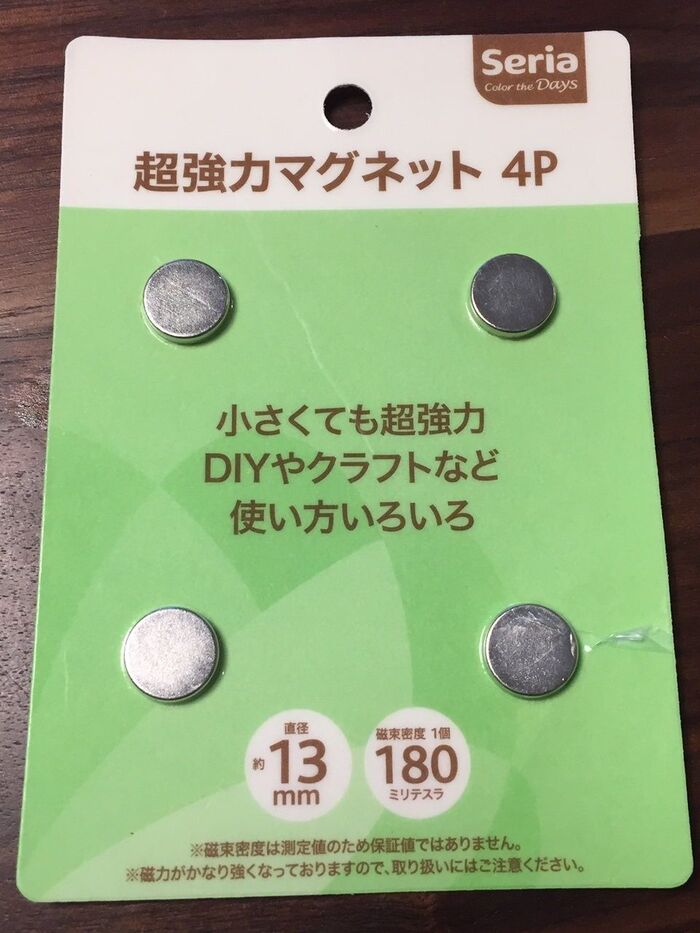 Seria
Color the Days
超強力マグネット 4P
小さくても超強力
DIYやクラフトなど
使い方いろいろ
直径
約13
mm
磁束密度 1個
180
ミリテスラ
※磁束密度は測定値のため保証値ではありません。
※磁力がかなり強くなっておりますので、取り扱いにはご注意ください。